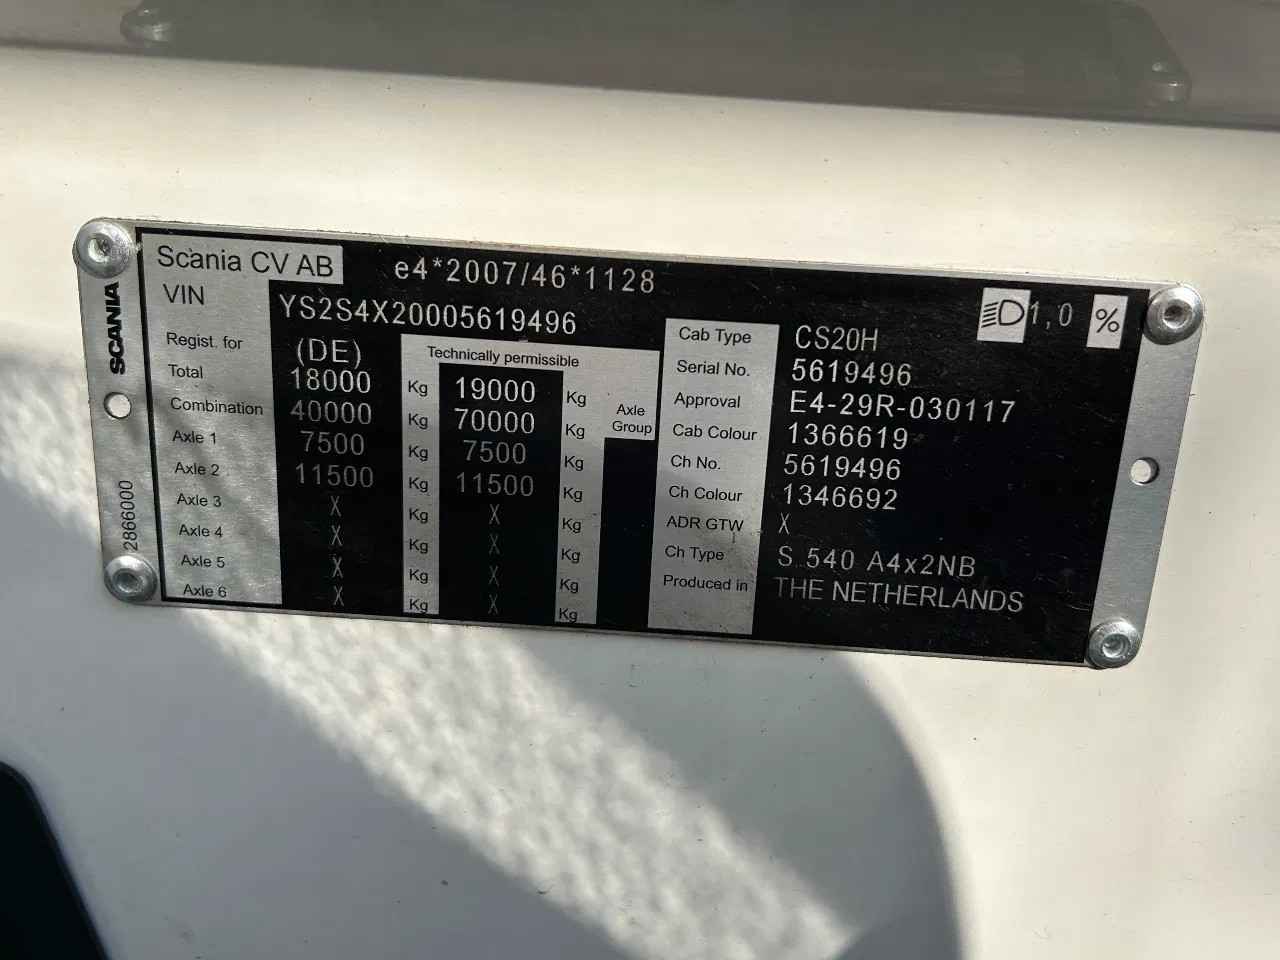 Scania CV AB e4*2007/46*1128
VIN YS2S4X20005619496
Regist. for (DE) Technically permissible
Total 18000 Kg 19000 Kg
Combination 40000 Kg 70000 Kg Axle Group
Axle 1 7500 Kg 7500 Kg
Axle 2 11500 Kg 11500 Kg
Axle 3 X Kg X Kg
Axle 4 X Kg X Kg
Axle 5 X Kg X Kg
Axle 6 X Kg X Kg
1,0 %
Cab Type CS20H
Serial No. 5619496
Approval E4-29R-030117
Cab Colour 1366619
Ch No. 5619496
Ch Colour 1346692
ADR GTW X
Ch Type S 540 A4x2NB
Produced in THE NETHERLANDS
SCANIA
2866000